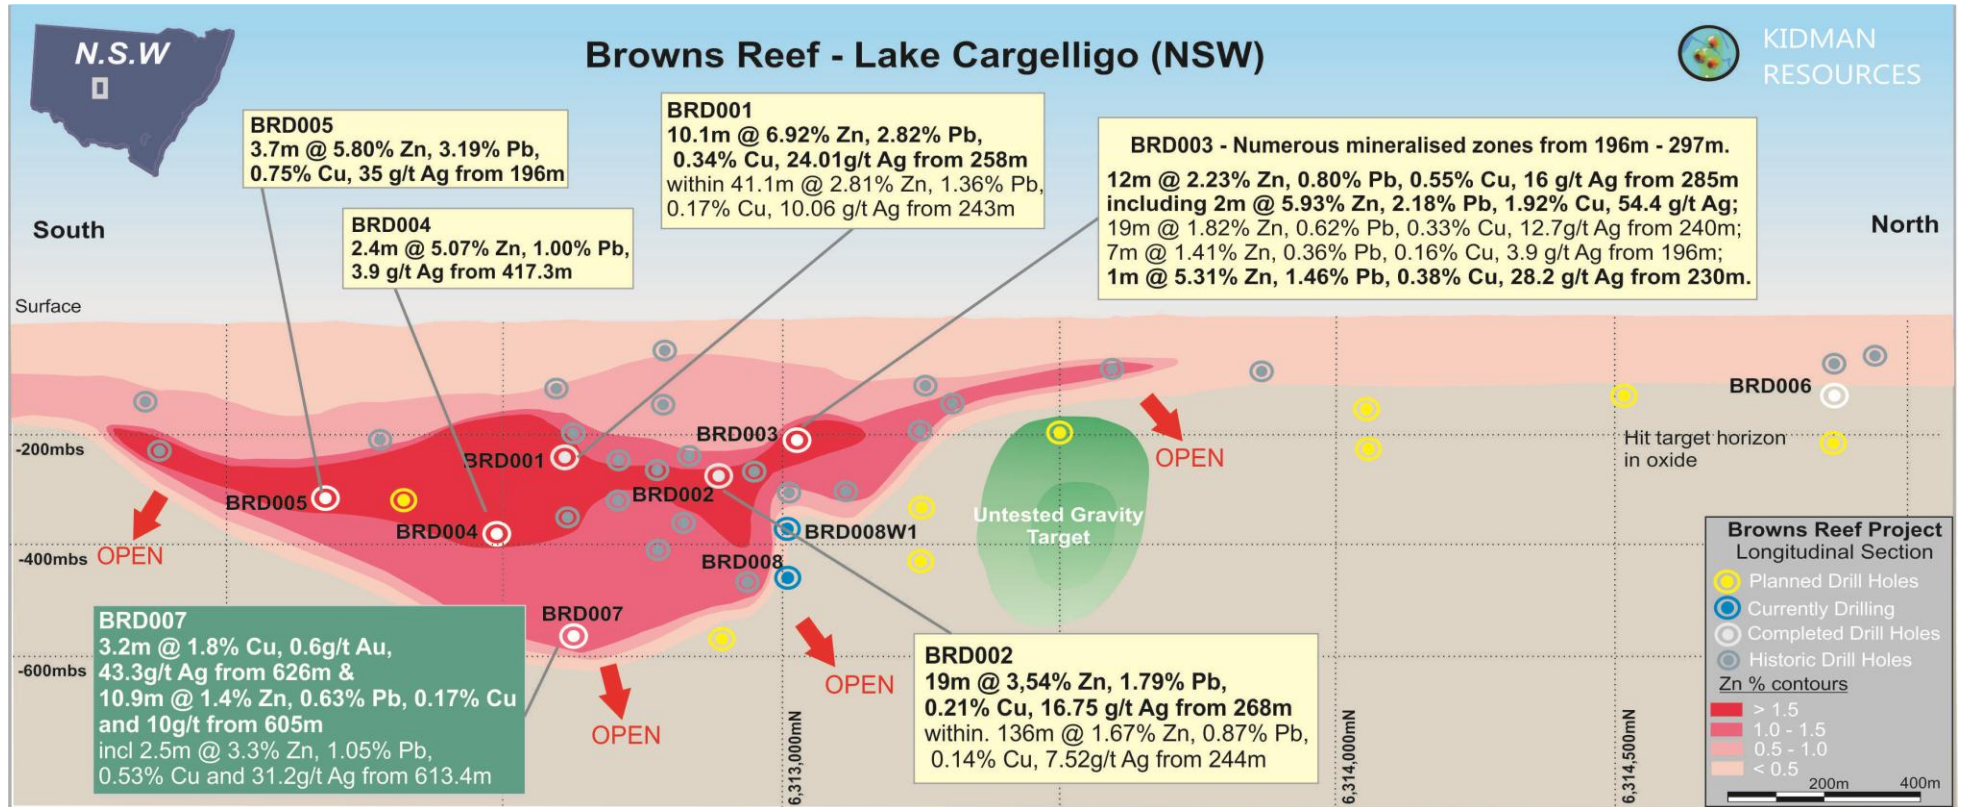 N.S.W
Browns Reef - Lake Cargelligo (NSW)
KIDMAN
RESOURCES
BRD005
3.7m @ 5.80% Zn, 3.19% Pb,
0.75% Cu, 35 g/t Ag from 196m
BRD004
2.4m @ 5.07% Zn, 1.00% Pb,
3.9 g/t Ag from 417.3m
BRD001
10.1m @ 6.92% Zn, 2.82% Pb,
0.34% Cu, 24.01g/t Ag from 258m
within 41.1m @ 2.81% Zn, 1.36% Pb,
0.17% Cu, 10.06 g/t Ag from 243m
BRD003 - Numerous mineralised zones from 196m - 297m.
12m @ 2.23% Zn, 0.80% Pb, 0.55% Cu, 16 g/t Ag from 285m
including 2m @ 5.93% Zn, 2.18% Pb, 1.92% Cu, 54.4 g/t Ag;
19m @ 1.82% Zn, 0.62% Pb, 0.33% Cu, 12.7g/t Ag from 240m;
7m @ 1.41% Zn, 0.36% Pb, 0.16% Cu, 3.9 g/t Ag from 196m;
1m @ 5.31% Zn, 1.46% Pb, 0.38% Cu, 28.2 g/t Ag from 230m.
South
North
Surface
BRD006
Hit target horizon
in oxide
-200mbs
BRD003
BRD001
BRD002
BRD005
BRD004
BRD008W1
BRD008
OPEN
OPEN
Untested Gravity
Target
-400mbs
BRD007
-600mbs
OPEN
OPEN
BRD007
3.2m @ 1.8% Cu, 0.6g/t Au,
43.3g/t Ag from 626m &
10.9m @ 1.4% Zn, 0.63% Pb, 0.17% Cu
and 10g/t from 605m
incl 2.5m @ 3.3% Zn, 1.05% Pb,
0.53% Cu and 31.2g/t Ag from 613.4m
BRD002
19m @ 3,54% Zn, 1.79% Pb,
0.21% Cu, 16.75 g/t Ag from 268m
within. 136m @ 1.67% Zn, 0.87% Pb,
0.14% Cu, 7.52g/t Ag from 244m
6,313,000mN
6,314,000mN
6,314,500mN
Browns Reef Project
Longitudinal Section
Planned Drill Holes
Currently Drilling
Completed Drill Holes
Historic Drill Holes
Zn % contours
> 1.5
1.0 - 1.5
0.5 - 1.0
< 0.5
200m
400m